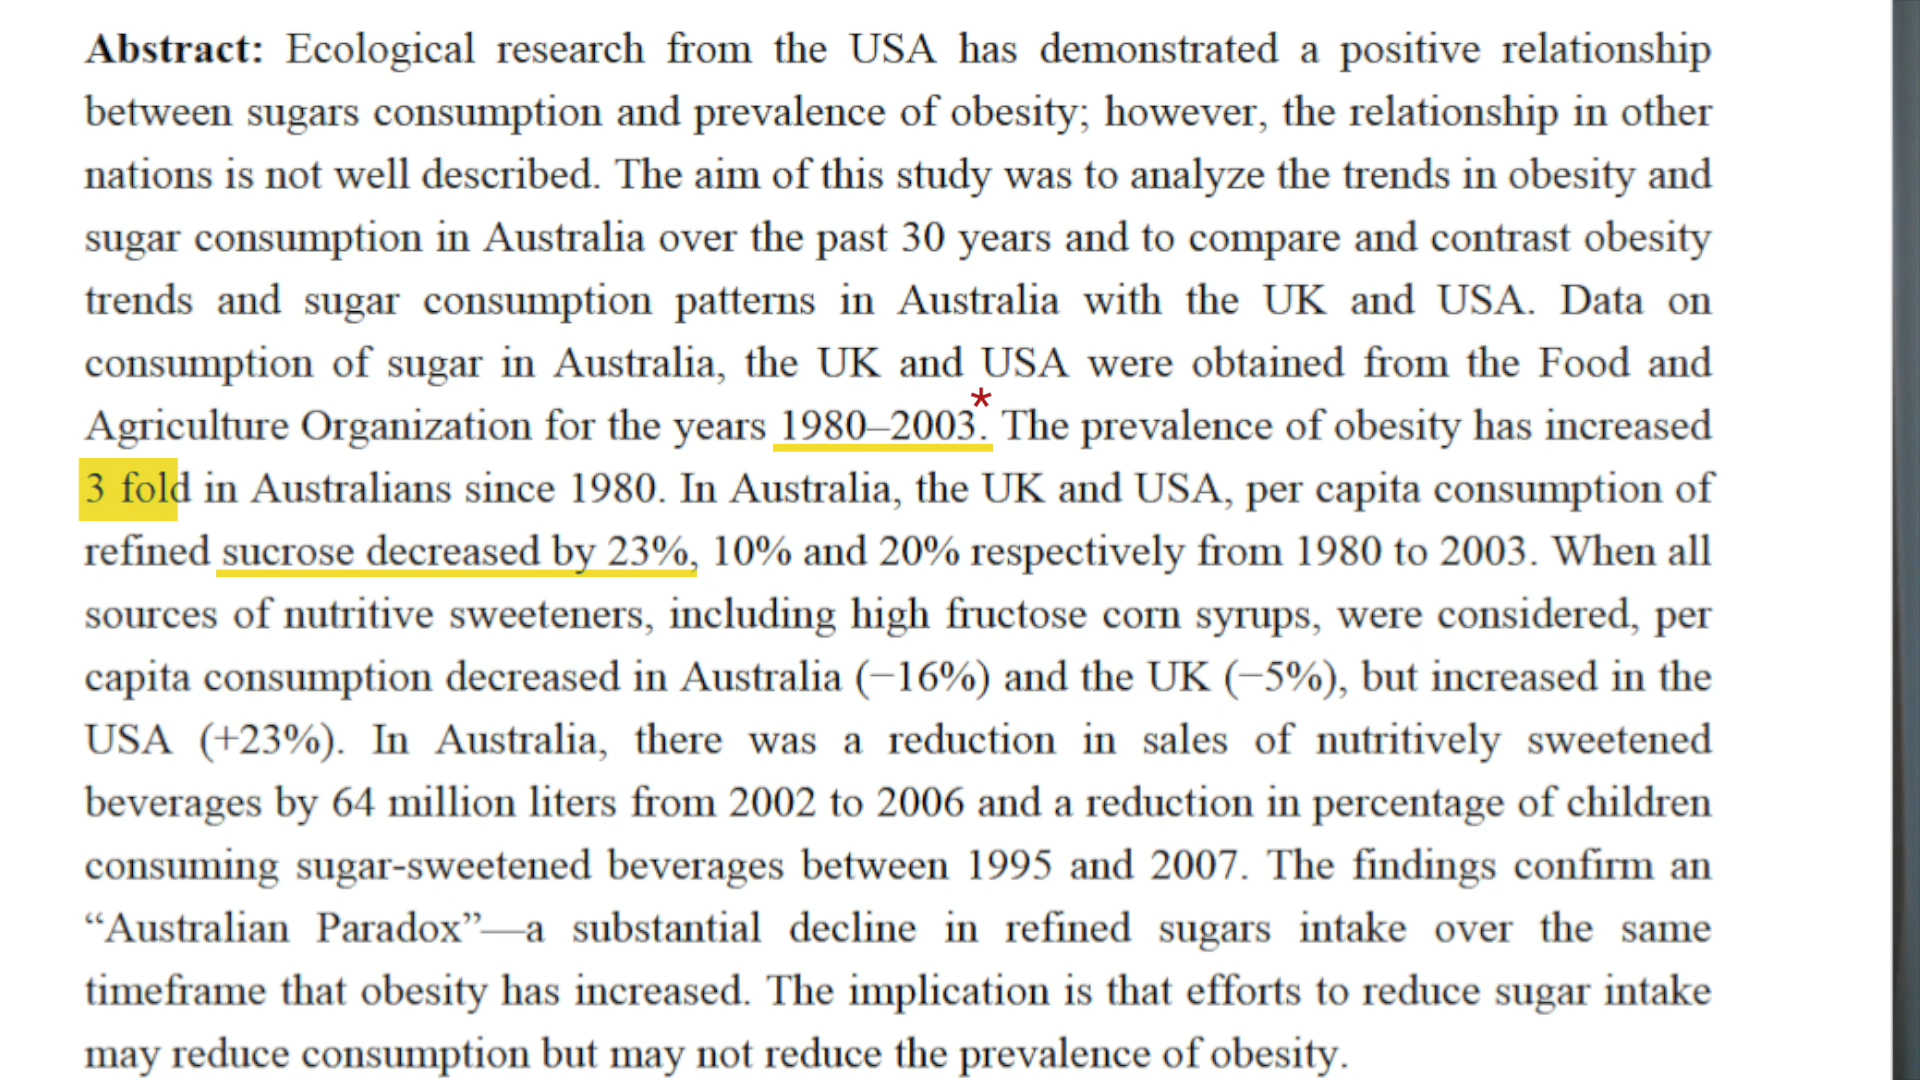 Abstract: Ecological research from the USA has demonstrated a positive relationship
between sugars consumption and prevalence of obesity; however, the relationship in other
nations is not well described. The aim of this study was to analyze the trends in obesity and
sugar consumption in Australia over the past 30 years and to compare and contrast obesity
trends and sugar consumption patterns in Australia with the UK and USA. Data on
consumption of sugar in Australia, the UK and USA were obtained from the Food and
Agriculture Organization for the years 1980–2003.* The prevalence of obesity has increased
3 fold in Australians since 1980. In Australia, the UK and USA, per capita consumption of
refined sucrose decreased by 23%, 10% and 20% respectively from 1980 to 2003. When all
sources of nutritive sweeteners, including high fructose corn syrups, were considered, per
capita consumption decreased in Australia (−16%) and the UK (−5%), but increased in the
USA (+23%). In Australia, there was a reduction in sales of nutritively sweetened
beverages by 64 million liters from 2002 to 2006 and a reduction in percentage of children
consuming sugar-sweetened beverages between 1995 and 2007. The findings confirm an
“Australian Paradox”—a substantial decline in refined sugars intake over the same
timeframe that obesity has increased. The implication is that efforts to reduce sugar intake
may reduce consumption but may not reduce the prevalence of obesity.